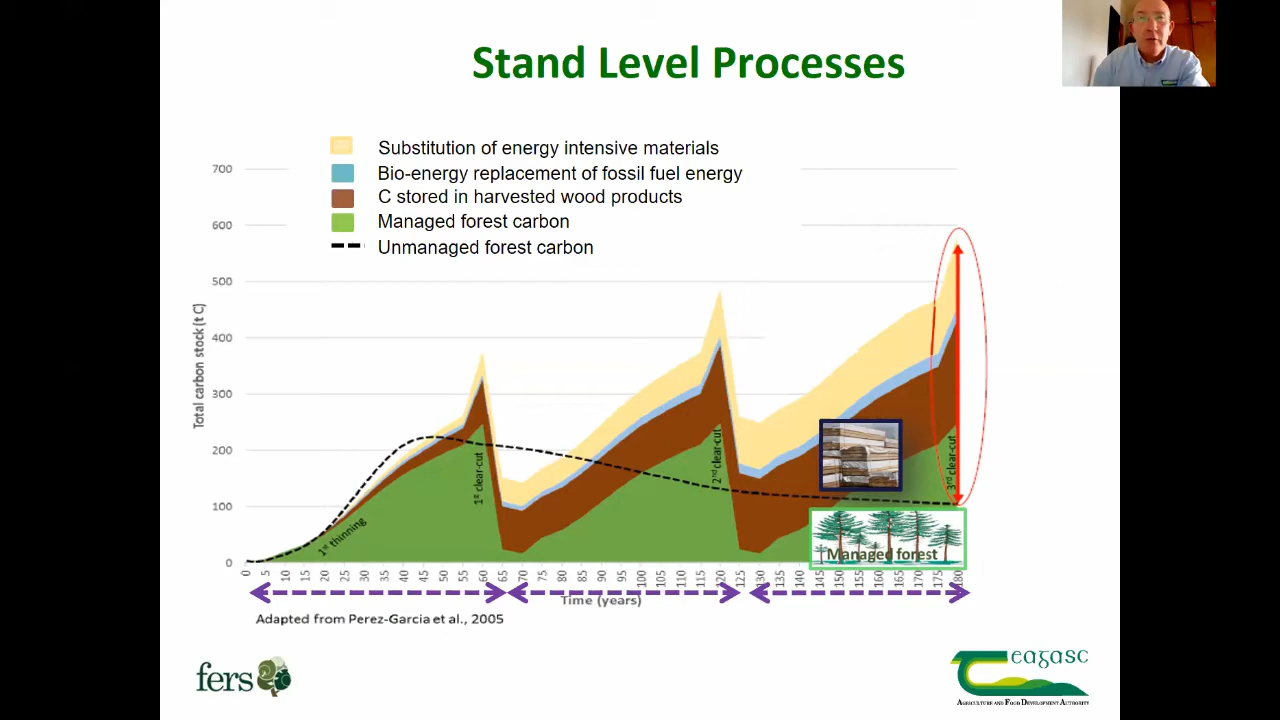 Stand Level Processes
Substitution of energy intensive materials
Bio-energy replacement of fossil fuel energy
C stored in harvested wood products
Managed forest carbon
Unmanaged forest carbon
700
600
500
400
300
200
100
0
Total carbon stock (t C)
1st thinning
1st clear-cut
2nd clear-cut
3rd clear-cut
Managed forest
0 5 10 15 20 25 30 35 40 45 50 55 60 65 70 75 80 85 90 95 100 105 110 115 120 125 130 135 140 145 150 155 160 165 170 175 180
Time (years)
Adapted from Perez-Garcia et al., 2005
fers
eagasc
Agriculture and Food Development Authority